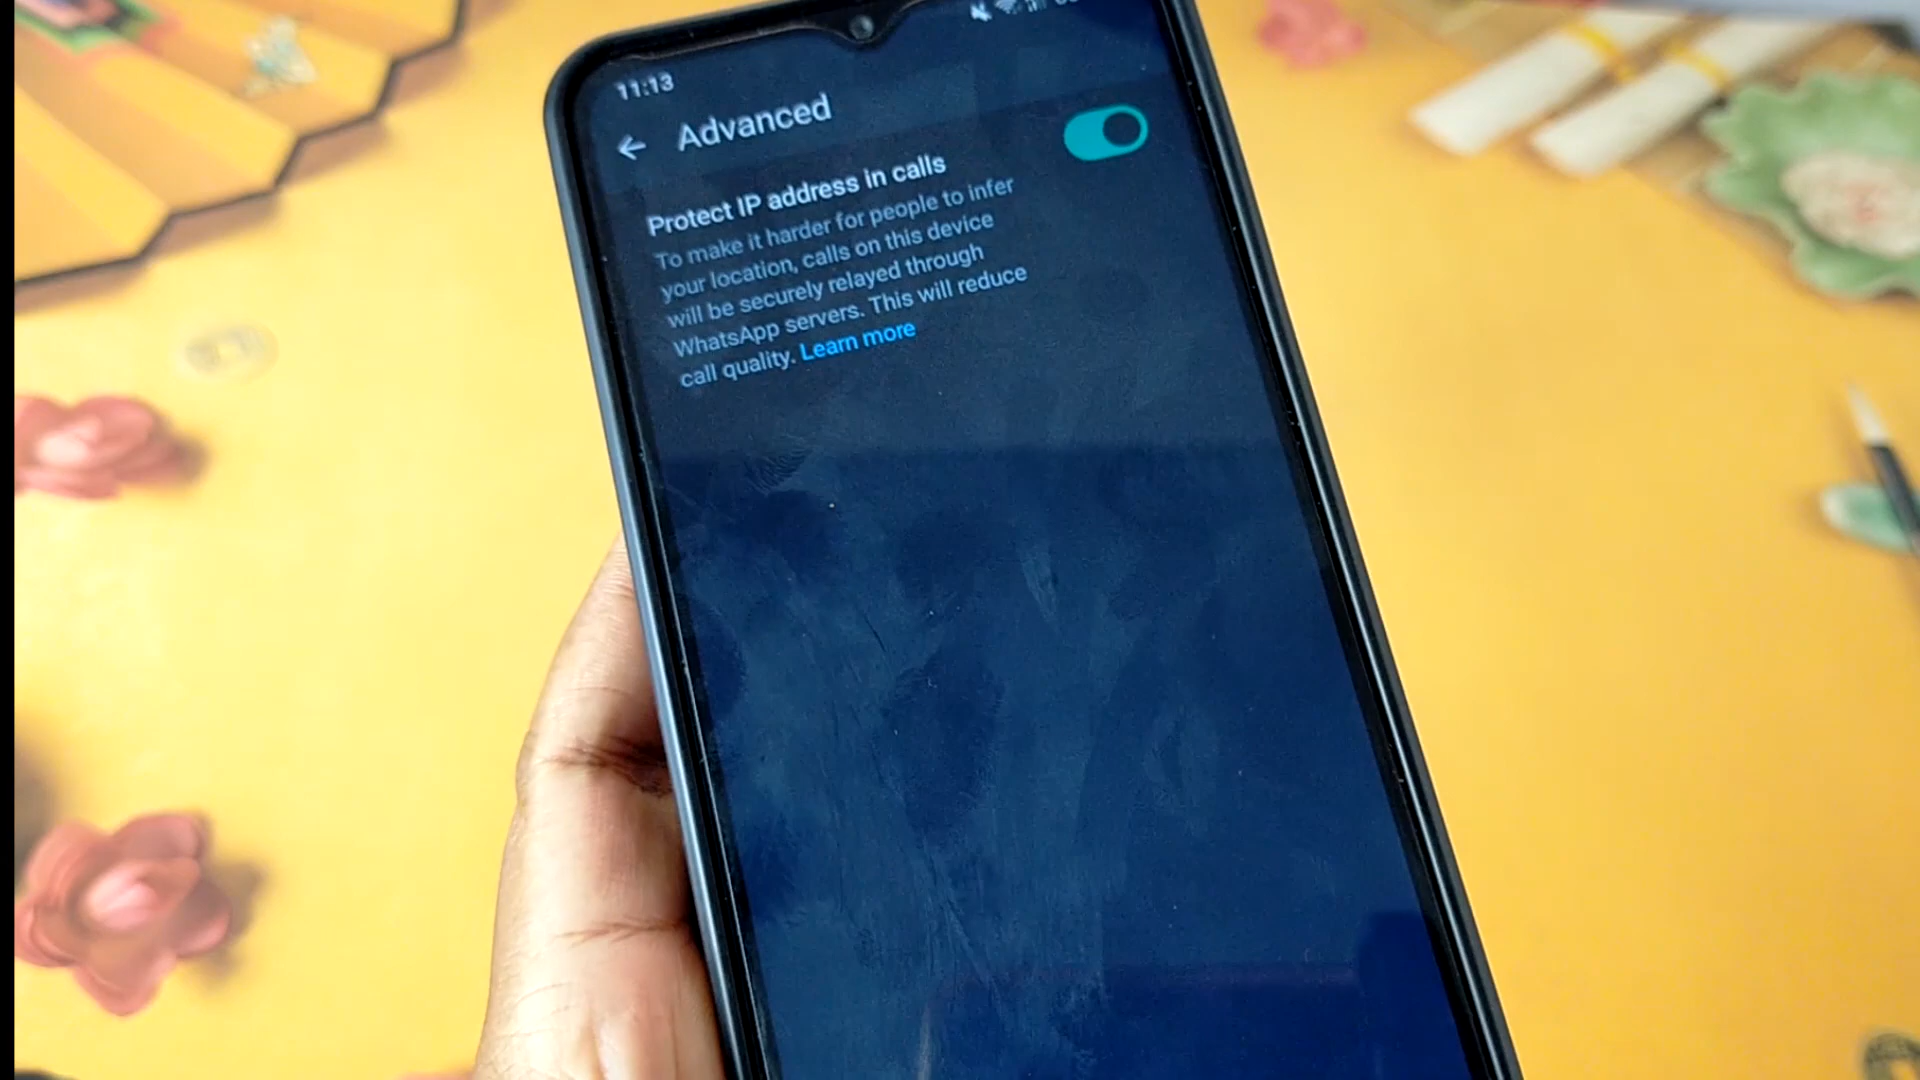 11:13
Advanced
Protect IP address in calls
To make it harder for people to infer
your location, calls on this device
will be securely relayed through
WhatsApp servers. This will reduce
call quality. Learn more